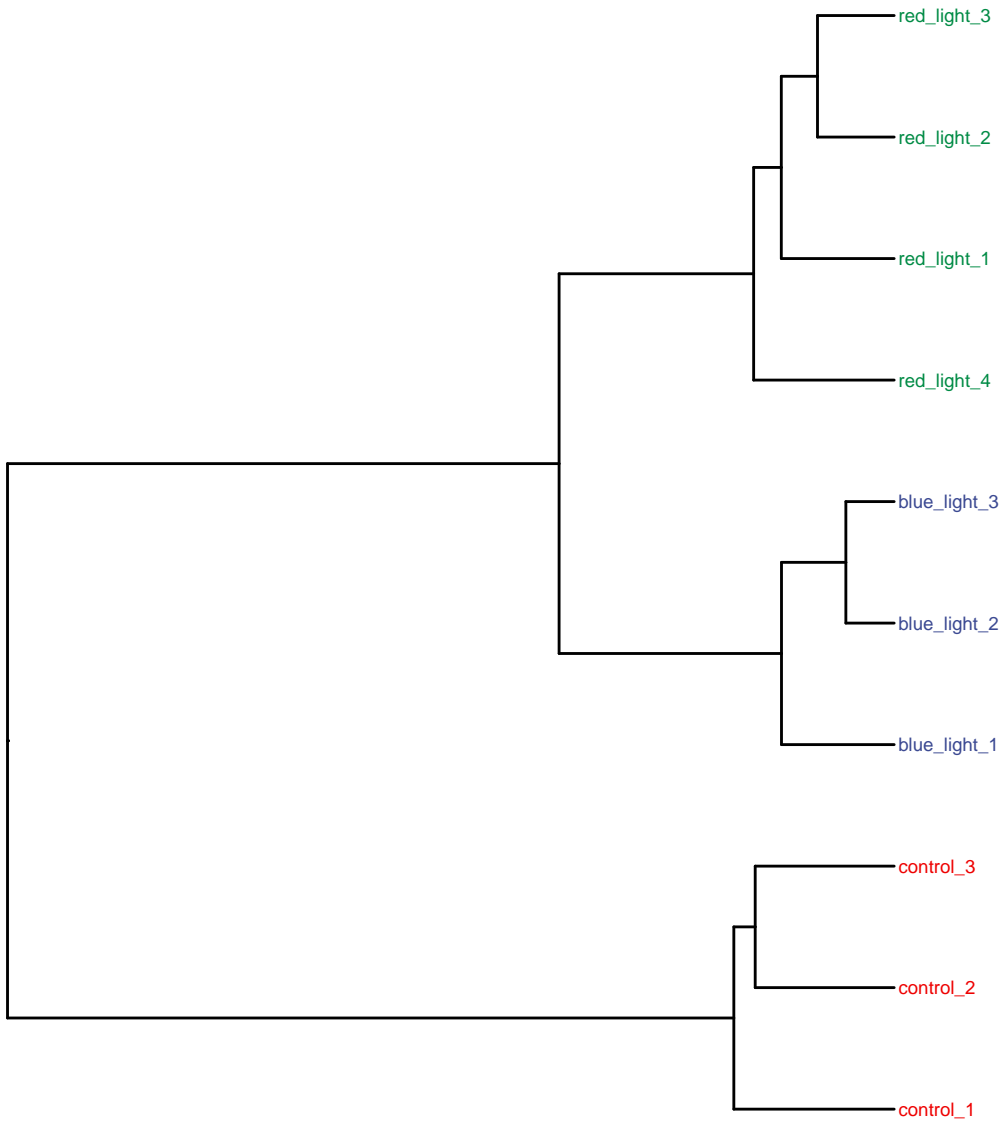 red_light_3
red_light_2
red_light_1
red_light_4
blue_light_3
blue_light_2
blue_light_1
control_3
control_2
control_1